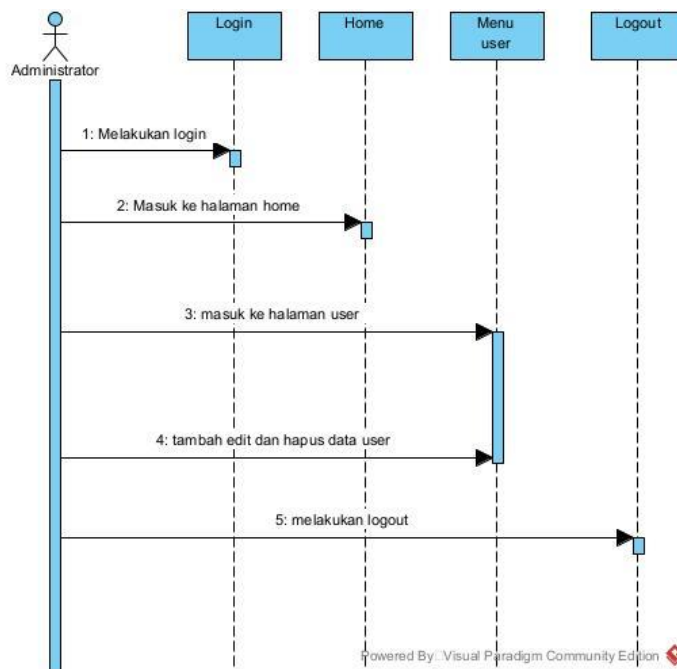 Login
Home
Menu
user
Logout
Administrator
1: Melakukan login
2: Masuk ke halaman home
3: masuk ke halaman user
4: tambah edit dan hapus data user
5: melakukan logout
Powered By Visual Paradigm Community Edition